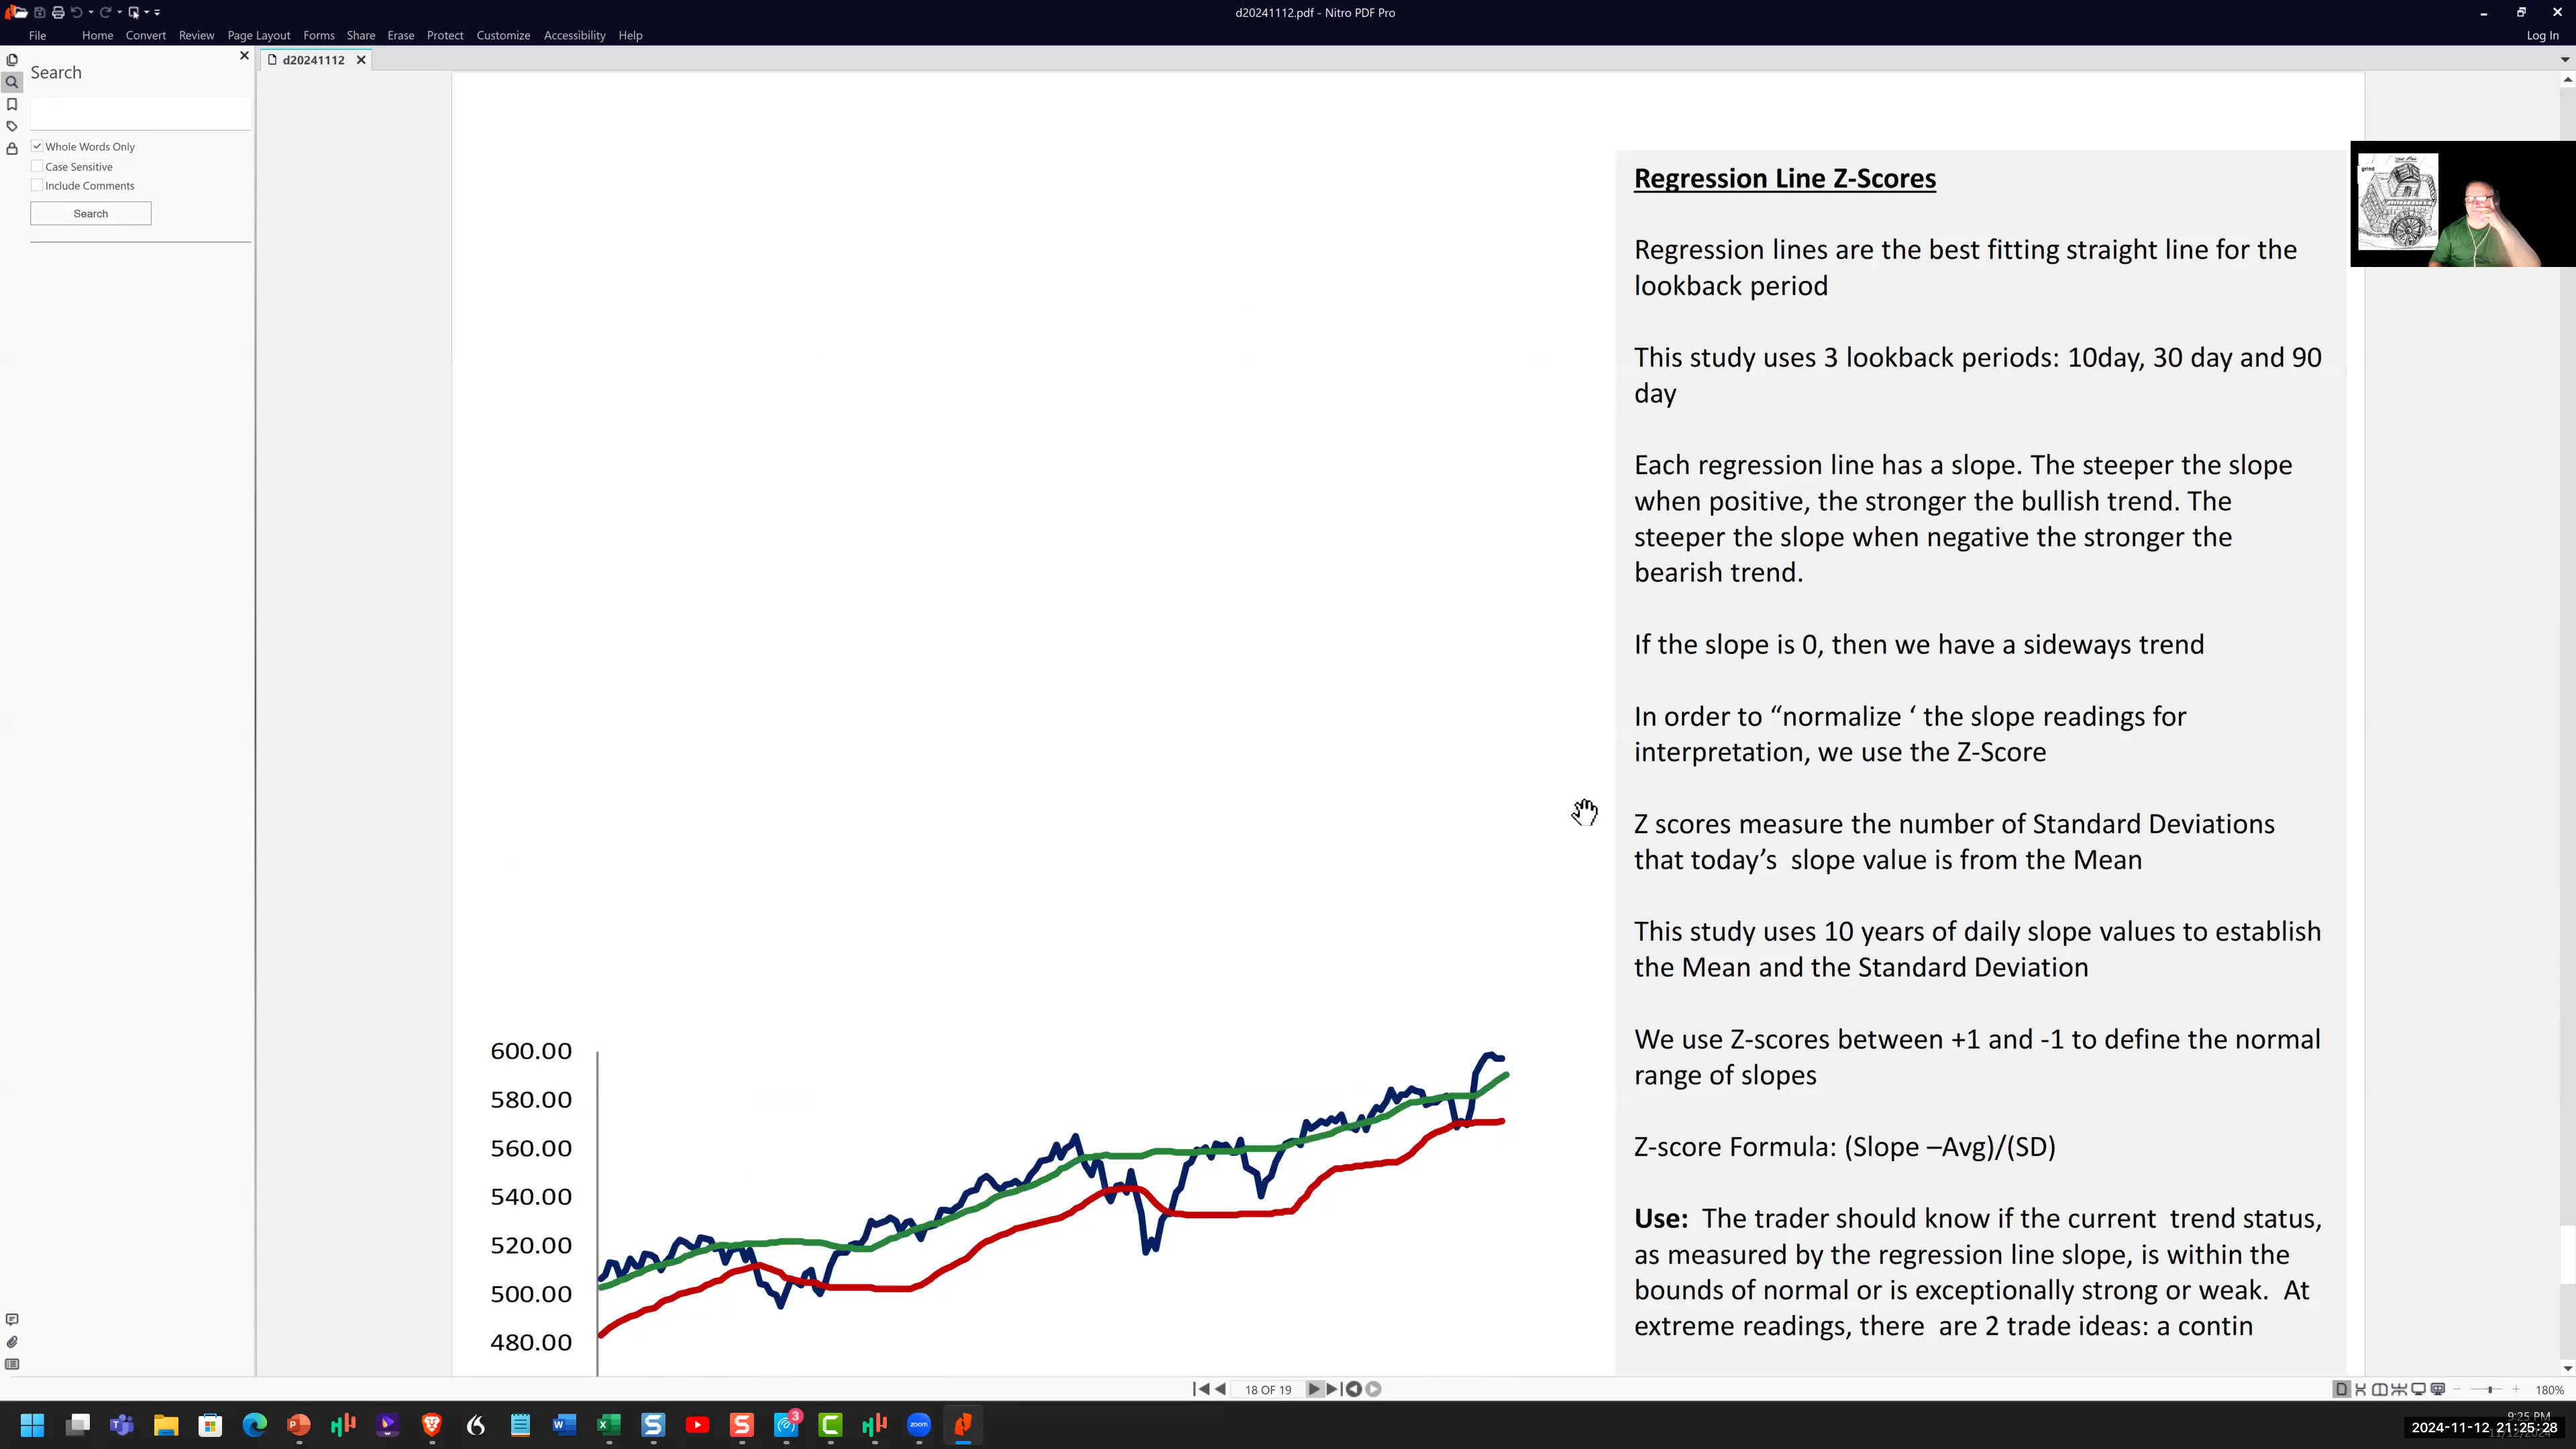 d20241112.pdf - Nitro PDF Pro
File Home Convert Review Page Layout Forms Share Erase Protect Customize Accessibility Help
Log In
Search
d20241112
Whole Words Only
Case Sensitive
Include Comments
Search
grind
Regression Line Z-Scores
Regression lines are the best fitting straight line for the
lookback period
This study uses 3 lookback periods: 10day, 30 day and 90
day
Each regression line has a slope. The steeper the slope
when positive, the stronger the bullish trend. The
steeper the slope when negative the stronger the
bearish trend.
If the slope is 0, then we have a sideways trend
In order to “normalize ‘ the slope readings for
interpretation, we use the Z-Score
Z scores measure the number of Standard Deviations
that today’s  slope value is from the Mean
This study uses 10 years of daily slope values to establish
the Mean and the Standard Deviation
We use Z-scores between +1 and -1 to define the normal
range of slopes
Z-score Formula: (Slope –Avg)/(SD)
Use:  The trader should know if the current  trend status,
as measured by the regression line slope, is within the
bounds of normal or is exceptionally strong or weak.  At
extreme readings, there  are 2 trade ideas: a contin
600.00
580.00
560.00
540.00
520.00
500.00
480.00
18 OF 19
180%
3
zoom
9:25 PM
2024-11-12 21:25:28